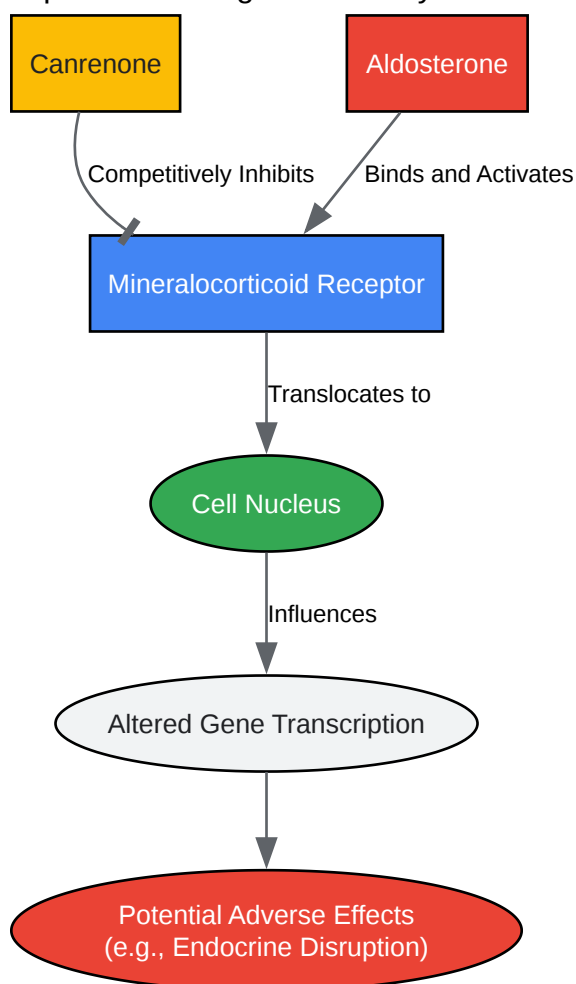 Canrenone
Aldosterone
Competitively Inhibits
Binds and Activates
Mineralocorticoid Receptor
Translocates to
Cell Nucleus
Influences
Altered Gene Transcription
Potential Adverse Effects
(e.g., Endocrine Disruption)